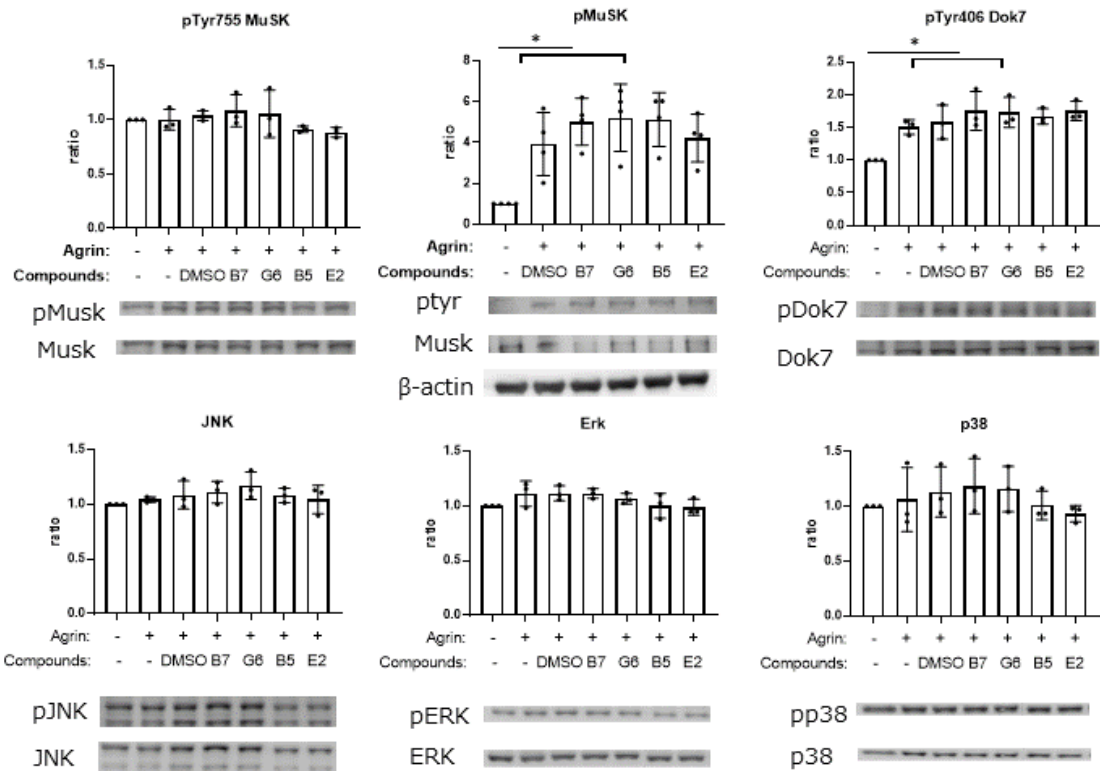 pTyr755 MuSK
1.5
1.0
0.5
0.0
ratio
Agrin: - + + + + + +
Compounds: - - DMSO B7 G6 B5 E2
pMusk
Musk
pMuSK
*
8
6
4
2
0
ratio
Agrin: - + + + + +
Compounds: - DMSO B7 G6 B5 E2
ptyr
Musk
β-actin
pTyr406 Dok7
*
2.5
2.0
1.5
1.0
0.5
0.0
ratio
Agrin: - + + + + + +
Compounds: - - DMSO B7 G6 B5 E2
pDok7
Dok7
JNK
1.5
1.0
0.5
0.0
ratio
Agrin: - + + + + + +
Compounds: - - DMSO B7 G6 B5 E2
pJNK
JNK
Erk
1.5
1.0
0.5
0.0
ratio
Agrin: - + + + + + +
Compounds: - - DMSO B7 G6 B5 E2
pERK
ERK
p38
1.5
1.0
0.5
0.0
ratio
Agrin: - + + + + + +
Compounds: - - DMSO B7 G6 B5 E2
pp38
p38